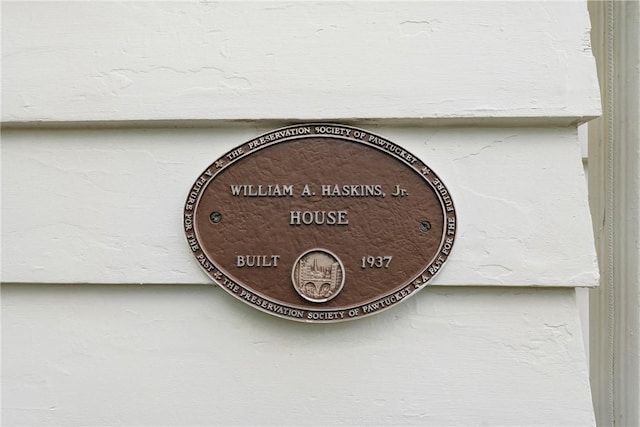 THE PRESERVATION SOCIETY OF PAWTUCKET
A PAST FOR THE FUTURE
THE PRESERVATION SOCIETY OF PAWTUCKET
A FUTURE FOR THE PAST
WILLIAM A. HASKINS, Jr.
HOUSE
BUILT 1937